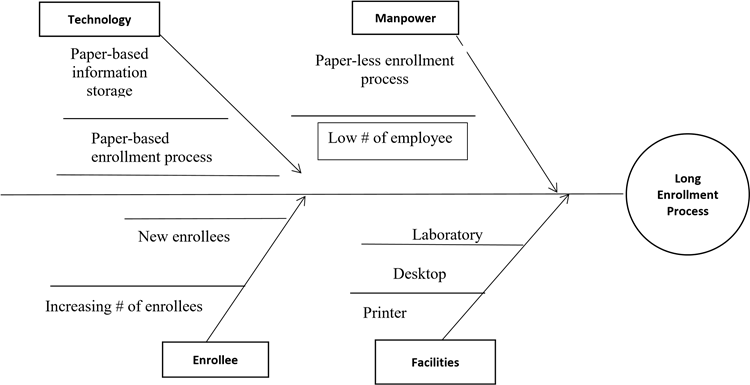 Technology
Manpower
Paper-based
information
storage
Paper-less enrollment
process
Paper-based
enrollment process
Low # of employee
Long
Enrollment
Process
New enrollees
Laboratory
Desktop
Increasing # of enrollees
Printer
Enrollee
Facilities